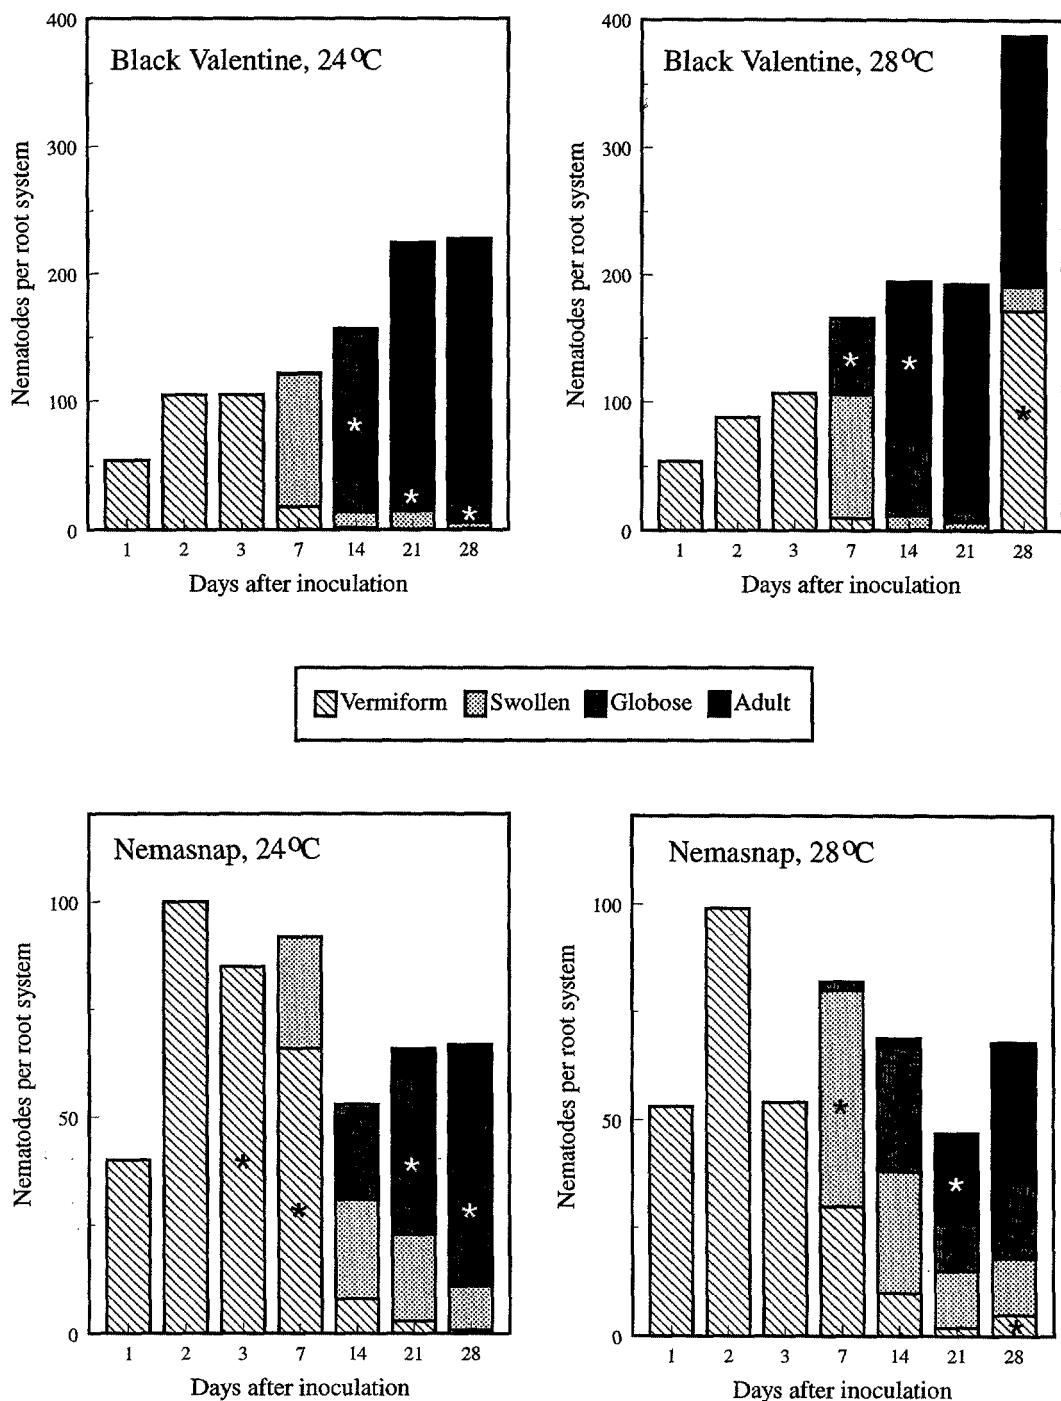 Black Valentine, 24°C
Nematodes per root system
400
300
200
100
0
*
*
*
1 2 3 7 14 21 28
Days after inoculation
Black Valentine, 28°C
Nematodes per root system
400
300
200
100
0
*
*
*
1 2 3 7 14 21 28
Days after inoculation
Vermiform Swollen Globose Adult
Nemasnap, 24°C
Nematodes per root system
100
50
0
*
*
*
*
1 2 3 7 14 21 28
Days after inoculation
Nemasnap, 28°C
Nematodes per root system
100
50
0
*
*
*
1 2 3 7 14 21 28
Days after inoculation